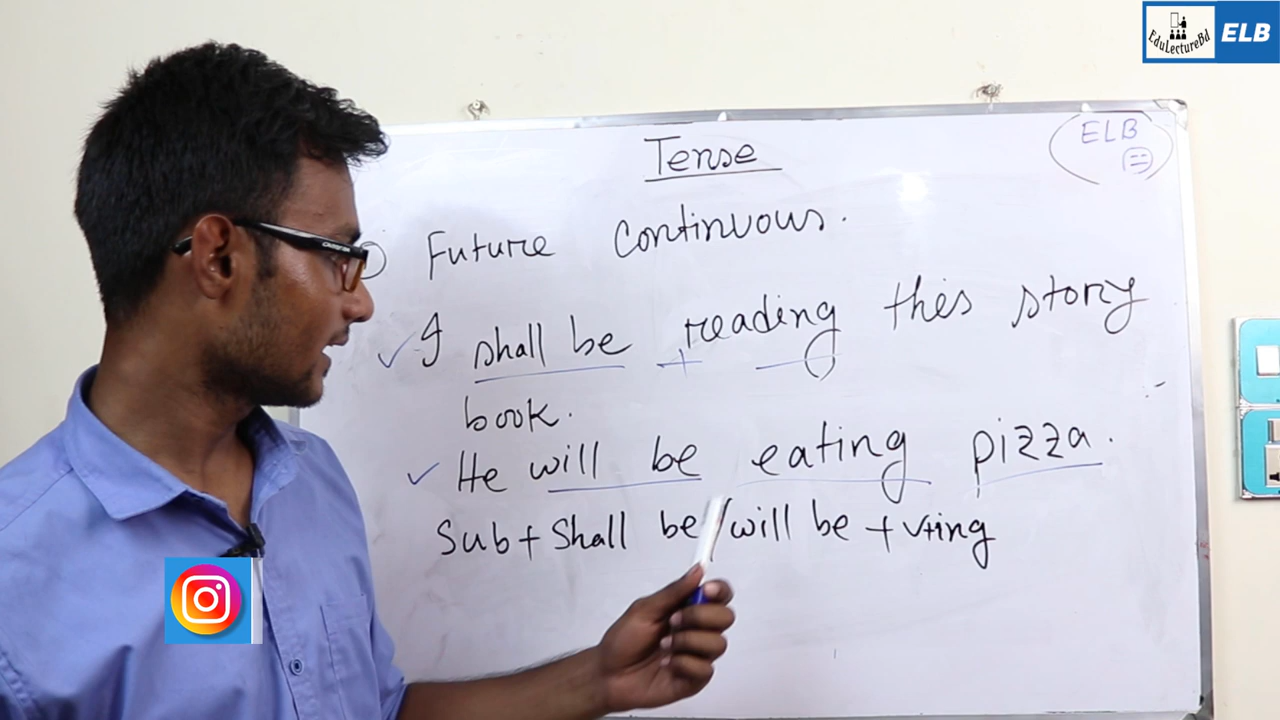 EduLectureBd ELB
ELB
Tense
Future Continuous.
I shall be + reading this story
book.
He will be eating pizza.
Sub + Shall be / will be + v+ing